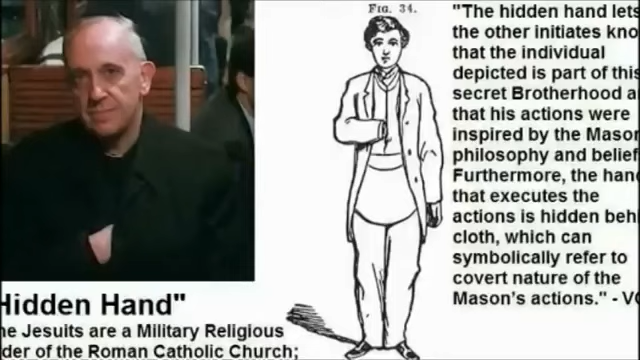 FIG. 34.
"The hidden hand lets
the other initiates kno
that the individual
depicted is part of this
secret Brotherhood a
that his actions were
inspired by the Mason
philosophy and belief
Furthermore, the han
that executes the
actions is hidden beh
cloth, which can
symbolically refer to
covert nature of the
Mason's actions." - V
Hidden Hand"
he Jesuits are a Military Religious
der of the Roman Catholic Church;